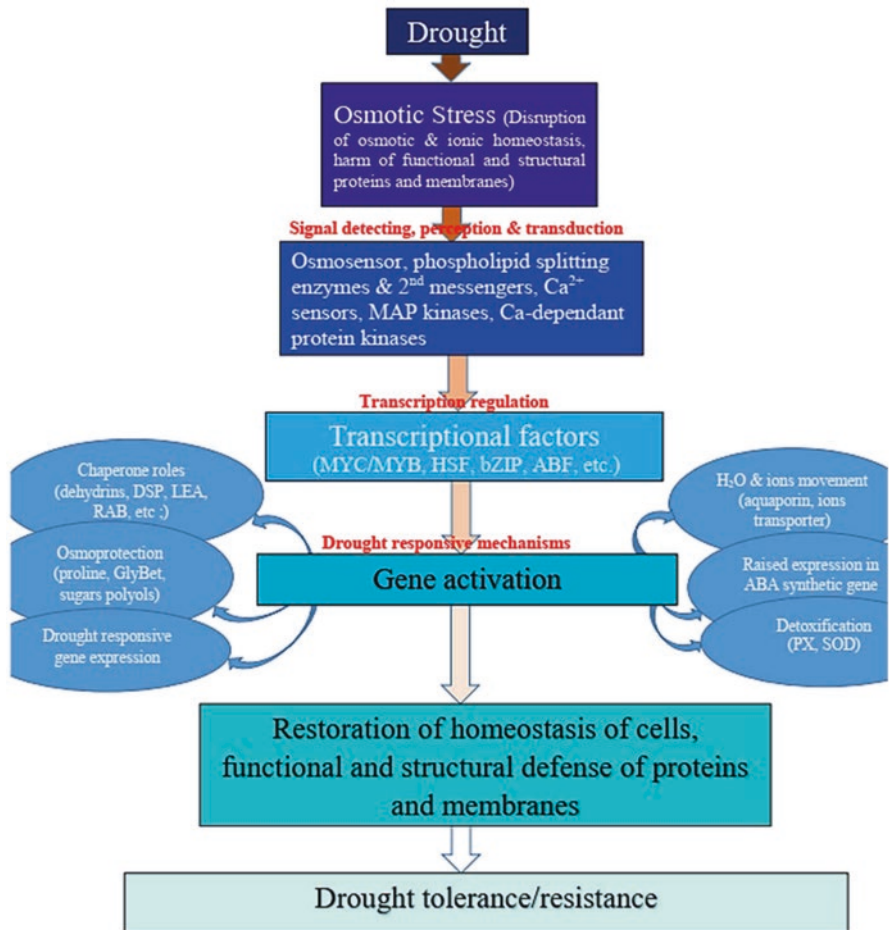 Drought
Osmotic Stress (Disruption
of osmotic & ionic homeostasis,
harm of functional and structural
proteins and membranes)
Signal detecting, perception & transduction
Osmosensor, phospholipid splitting
enzymes & 2nd messengers, Ca2+
sensors, MAP kinases, Ca-dependant
protein kinases
Transcription regulation
Transcriptional factors
(MYC/MYB, HSF, bZIP, ABF, etc.)
Chaperone roles
(dehydrins, DSP, LEA,
RAB, etc ;)
Osmoprotection
(proline, GlyBet,
sugars polyols)
Drought responsive
gene expression
H2O & ions movement
(aquaporin, ions
transporter)
Raised expression in
ABA synthetic gene
Detoxification
(PX, SOD)
Drought responsive mechanisms
Gene activation
Restoration of homeostasis of cells,
functional and structural defense of proteins
and membranes
Drought tolerance/resistance